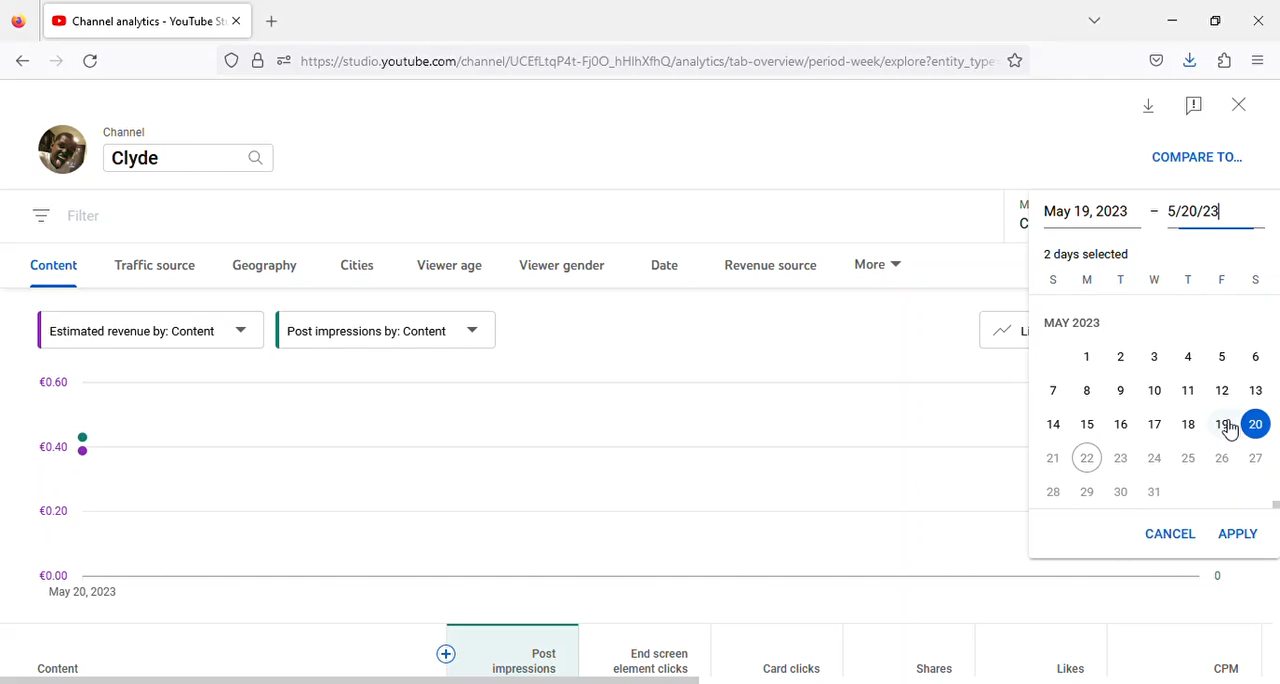 Channel analytics - YouTube St
https://studio.youtube.com/channel/UCEfLtqP4t-Fj0O_hHIhXfhQ/analytics/tab-overview/period-week/explore?entity_type=
Channel
Clyde
COMPARE TO...
Filter
M
C
May 19, 2023 – 5/20/23
2 days selected
S M T W T F S
Content Traffic source Geography Cities Viewer age Viewer gender Date Revenue source More
MAY 2023
1 2 3 4 5 6
7 8 9 10 11 12 13
14 15 16 17 18 19 20
21 22 23 24 25 26 27
28 29 30 31
CANCEL APPLY
Estimated revenue by: Content Post impressions by: Content Li
€0.60
€0.40
€0.20
€0.00 0
May 20, 2023
Content
Post
impressions
End screen
element clicks
Card clicks
Shares
Likes
CPM